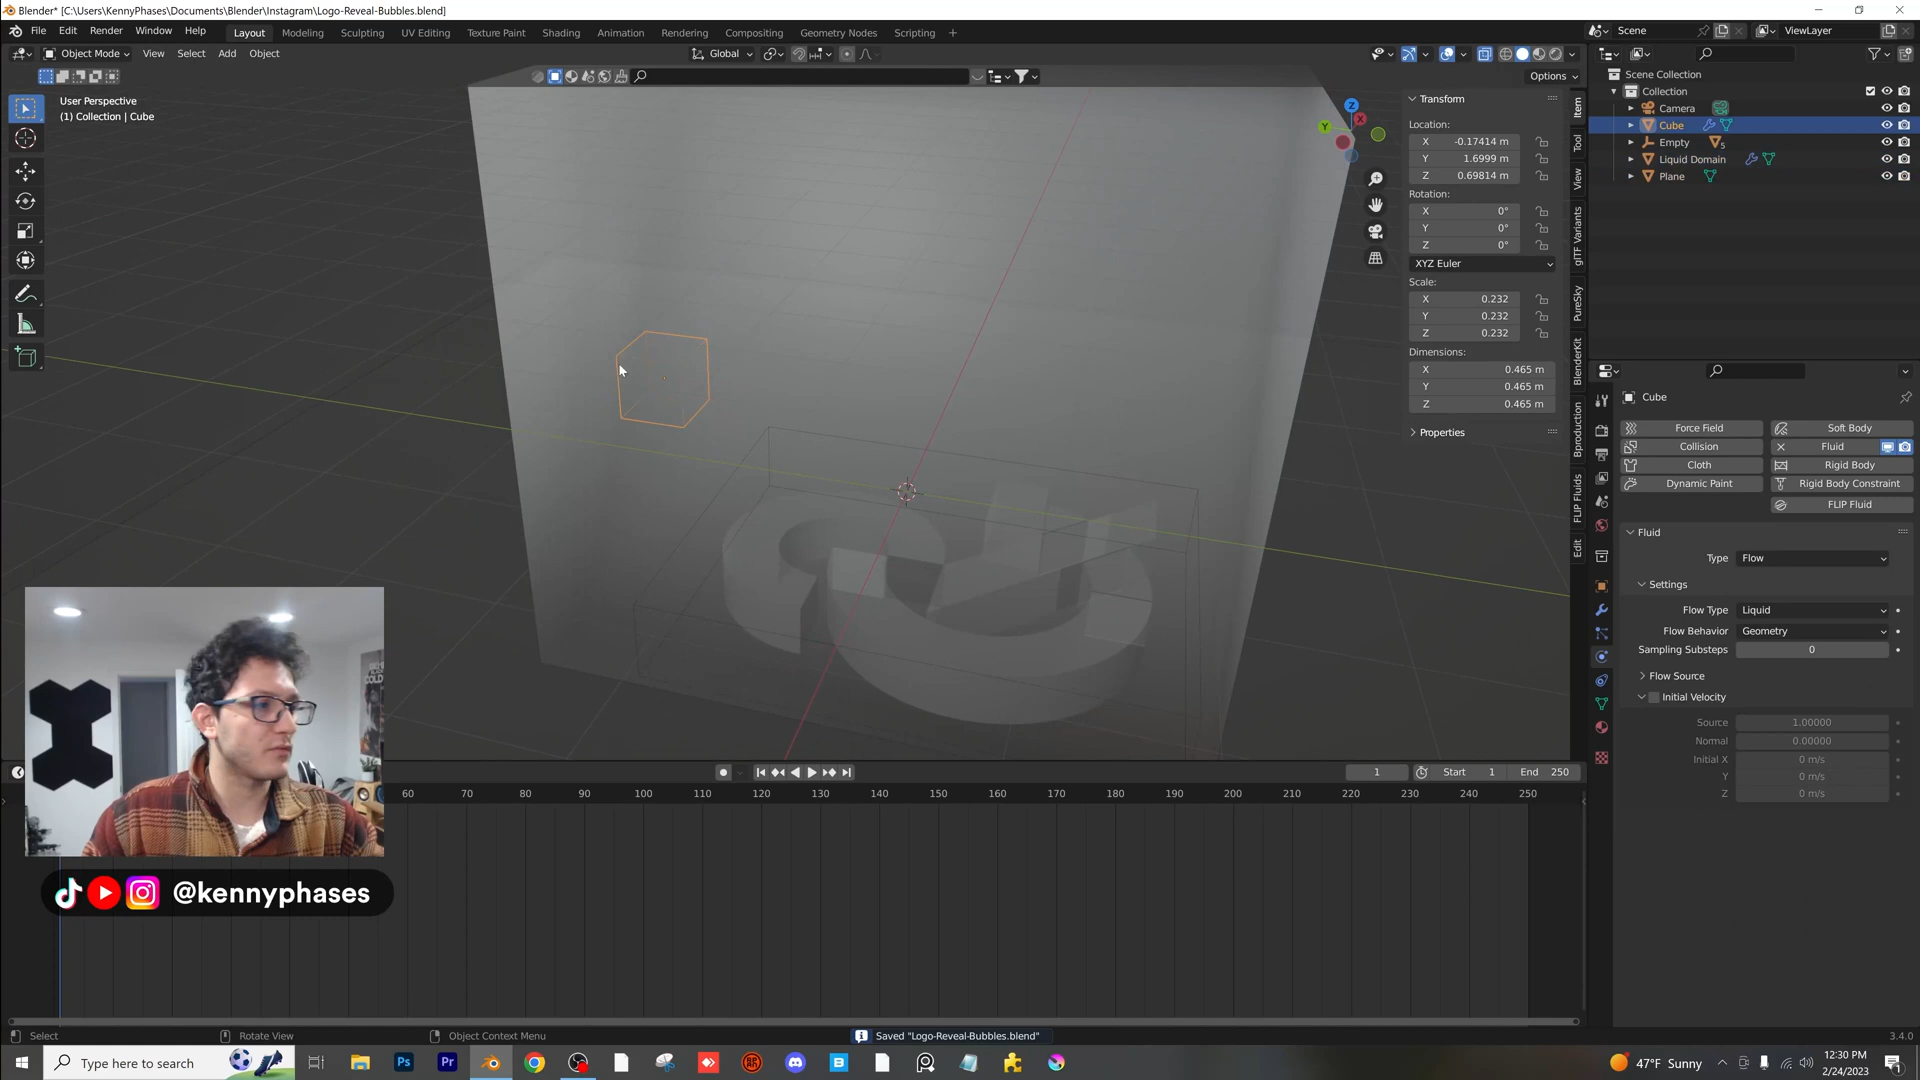 Blender* [C:\Users\KennyPhases\Documents\Blender\Instagram\Logo-Reveal-Bubbles.blend]
File Edit Render Window Help Layout Modeling Sculpting UV Editing Texture Paint Shading Animation Rendering Compositing Geometry Nodes Scripting Scene ViewLayer
Object Mode View Select Add Object Global
Options
User Perspective
(1) Collection | Cube
Z
Y
X
Transform
Location:
X -0.17414 m
Y 1.6999 m
Z 0.69814 m
Rotation:
X 0°
Y 0°
Z 0°
XYZ Euler
Scale:
X 0.232
Y 0.232
Z 0.232
Dimensions:
X 0.465 m
Y 0.465 m
Z 0.465 m
Properties
Item
Tool
View
glTF Variants
PureSky
BlenderKit
Bproduction
FLIP Fluids
Edit
Scene Collection
Collection
Camera
Cube
Empty 5
Liquid Domain
Plane
Cube
Force Field Soft Body
Collision Fluid
Cloth Rigid Body
Dynamic Paint Rigid Body Constraint
FLIP Fluid
Fluid
Type Flow
Settings
Flow Type Liquid
Flow Behavior Geometry
Sampling Substeps 0
Flow Source
Initial Velocity
Source 1.00000
Normal 0.00000
Initial X 0 m/s
Y 0 m/s
Z 0 m/s
1 Start 1 End 250
60 70 80 90 100 110 120 130 140 150 160 170 180 190 200 210 220 230 240 250
@kennyphases
Select Rotate View Object Context Menu Saved "Logo-Reveal-Bubbles.blend" 3.4.0
Type here to search Ps Pr B 47°F Sunny 12:30 PM
2/24/2023
1